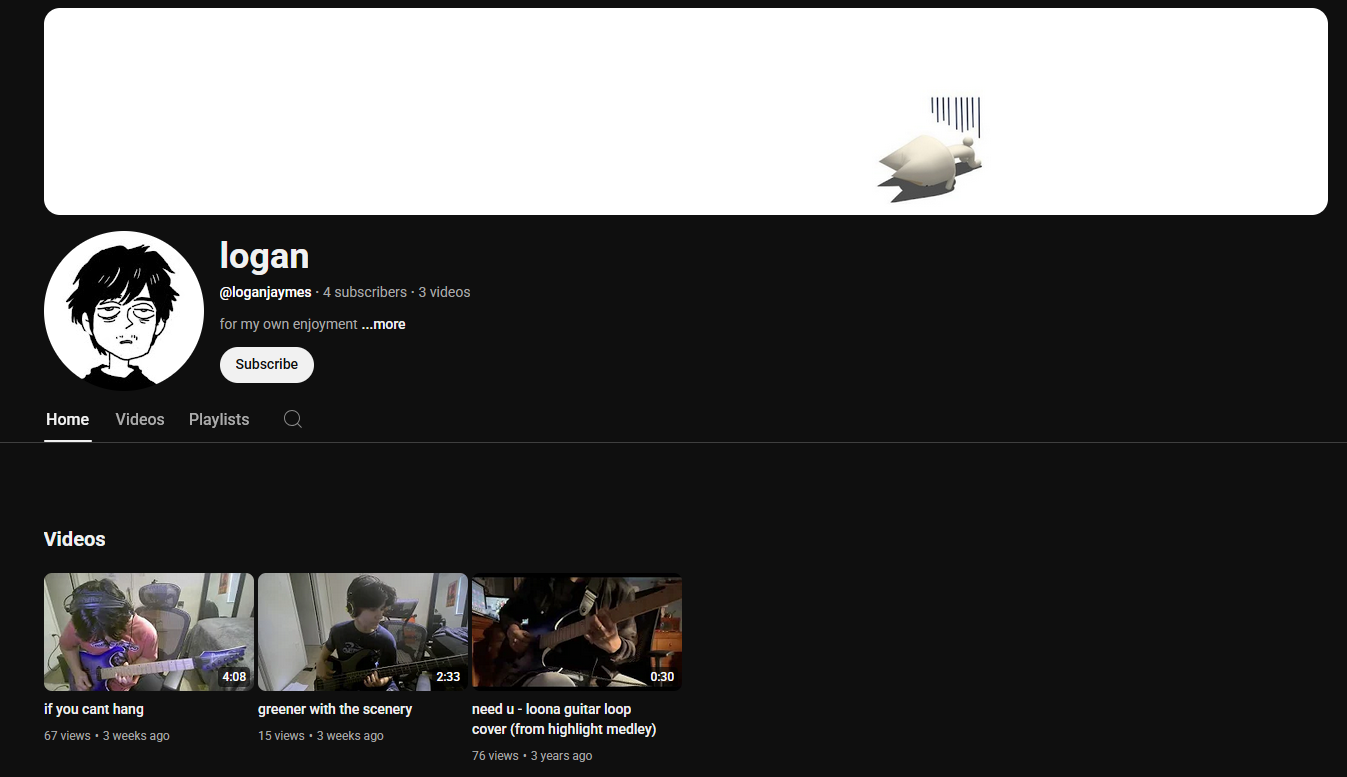 logan
@loganjaymes · 4 subscribers · 3 videos
for my own enjoyment ...more
Subscribe
Home
Videos
Playlists
Videos
4:08
2:33
0:30
if you cant hang
67 views • 3 weeks ago
greener with the scenery
15 views • 3 weeks ago
need u - loona guitar loop
cover (from highlight medley)
76 views • 3 years ago